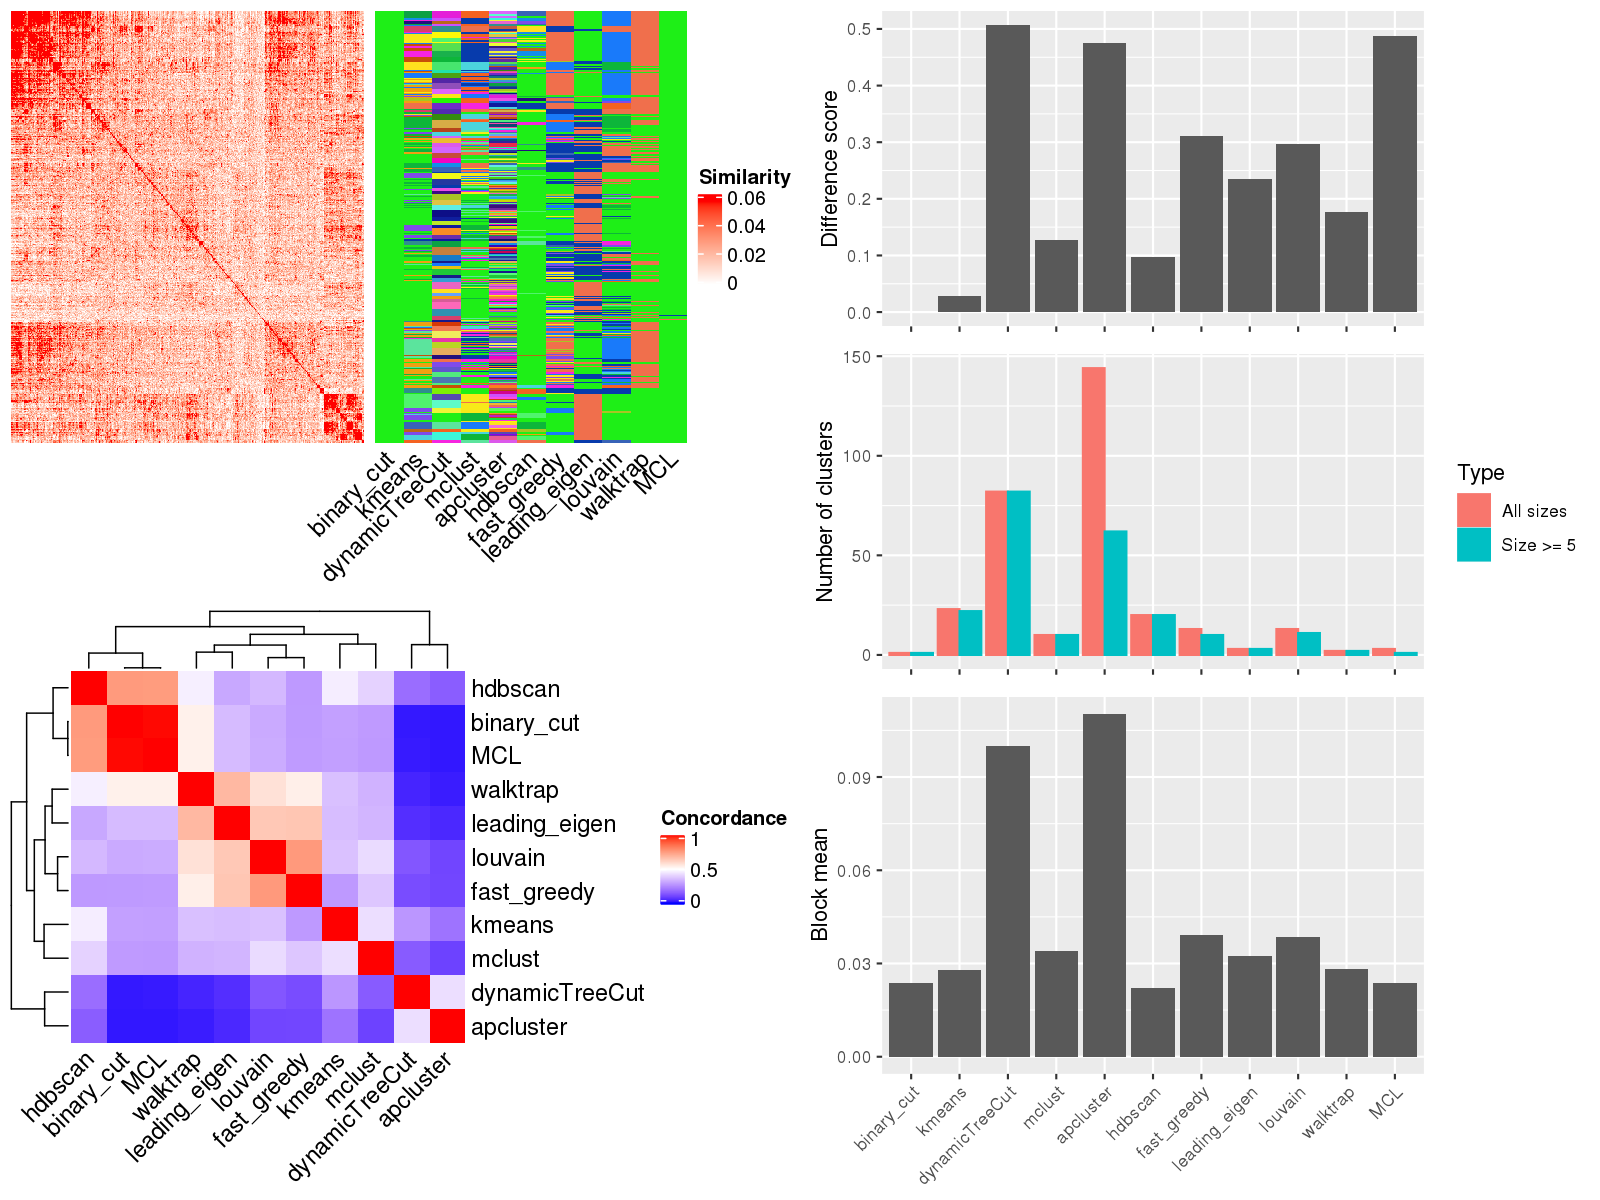 Similarity
0.06
0.04
0.02
0
binary_cut
kmeans
dynamicTreeCut
mclust
apcluster
hdbscan
fast_greedy
leading_eigen
louvain
walktrap
MCL
hdbscan
binary_cut
MCL
walktrap
leading_eigen
louvain
fast_greedy
kmeans
mclust
dynamicTreeCut
apcluster
hdbscan
binary_cut
MCL
walktrap
leading_eigen
louvain
fast_greedy
kmeans
mclust
dynamicTreeCut
apcluster
Concordance
1
0.5
0
Difference score
0.5
0.4
0.3
0.2
0.1
0.0
Number of clusters
150
100
50
0
Type
All sizes
Size >= 5
Block mean
0.09
0.06
0.03
0.00
binary_cut
kmeans
dynamicTreeCut
mclust
apcluster
hdbscan
fast_greedy
leading_eigen
louvain
walktrap
MCL